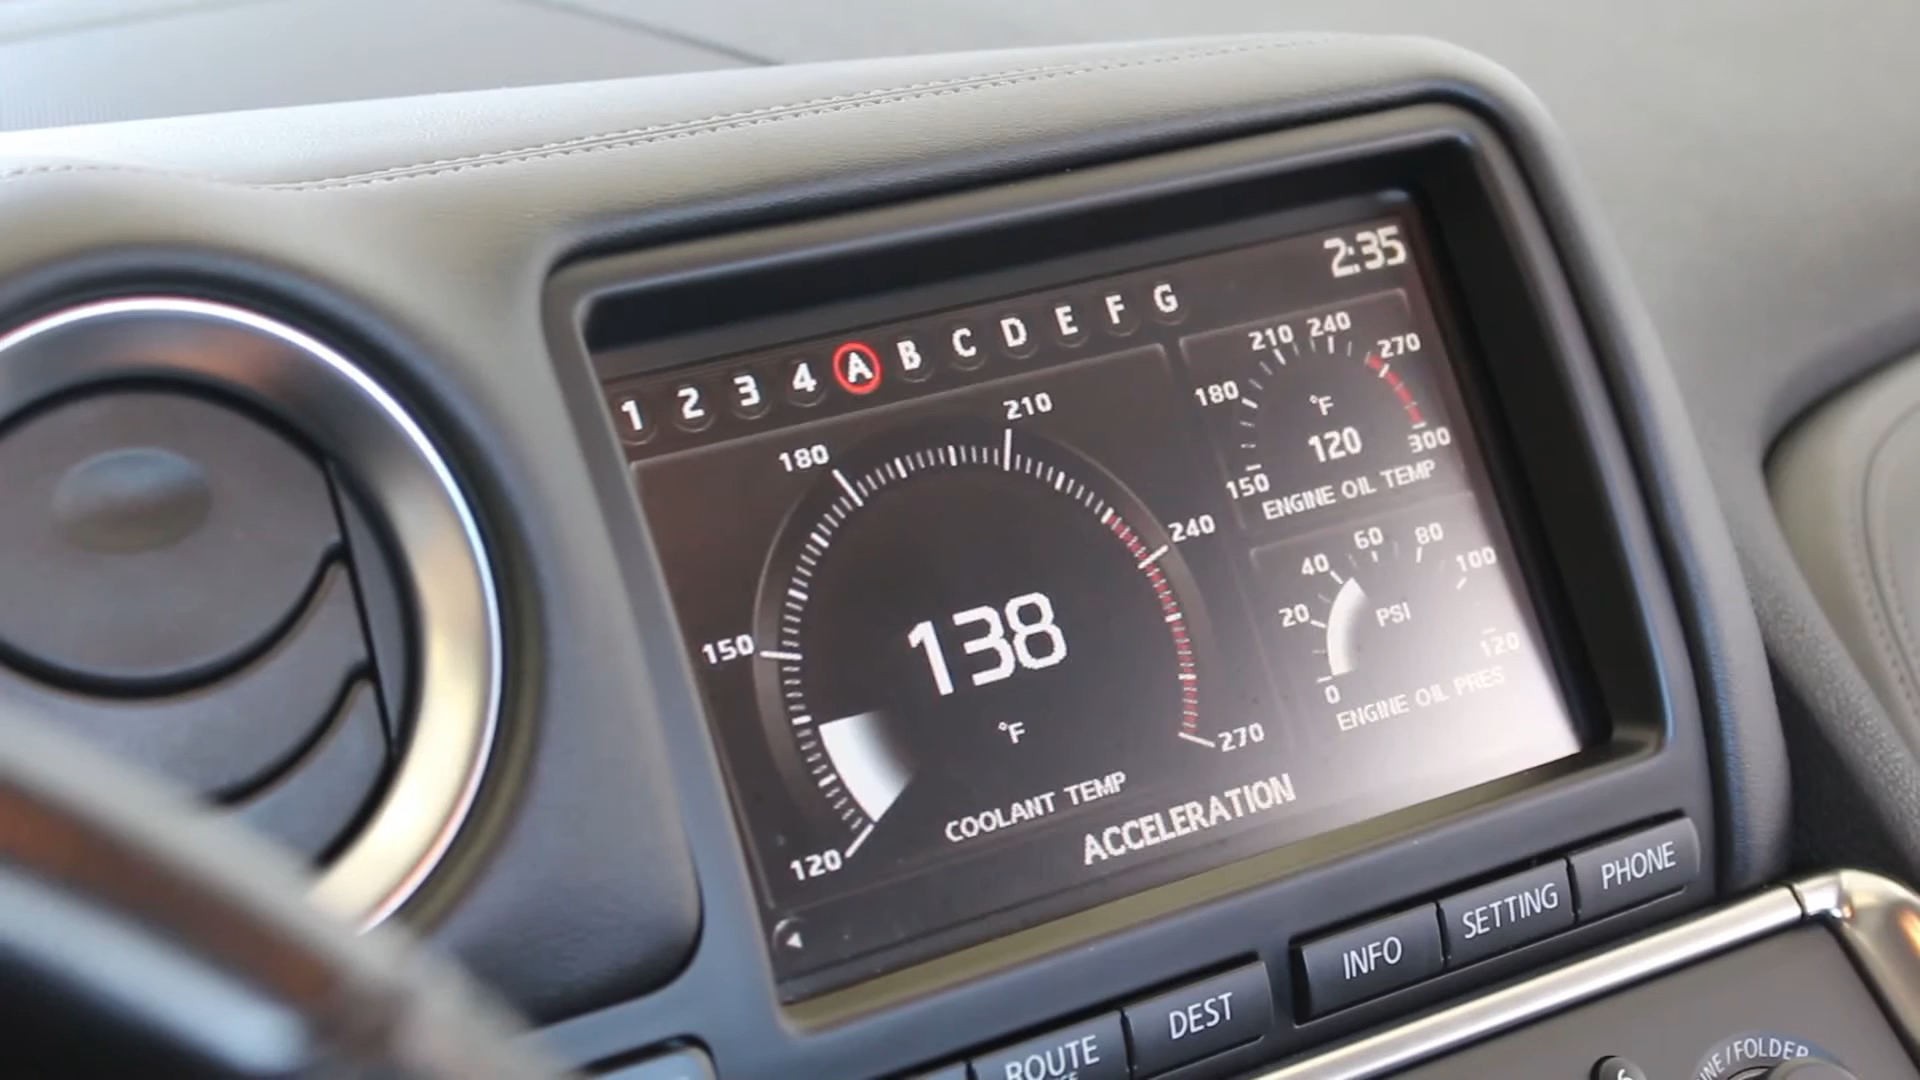 2:35
1 2 3 4 A B C D E F G
120
150
180
210
240
270
138
°F
COOLANT TEMP
150
180
210
240
270
300
°F
120
ENGINE OIL TEMP
0
20
40
60
80
100
120
PSI
ENGINE OIL PRES
ACCELERATION
ROUTE
DEST
INFO
SETTING
PHONE
/FOLDER